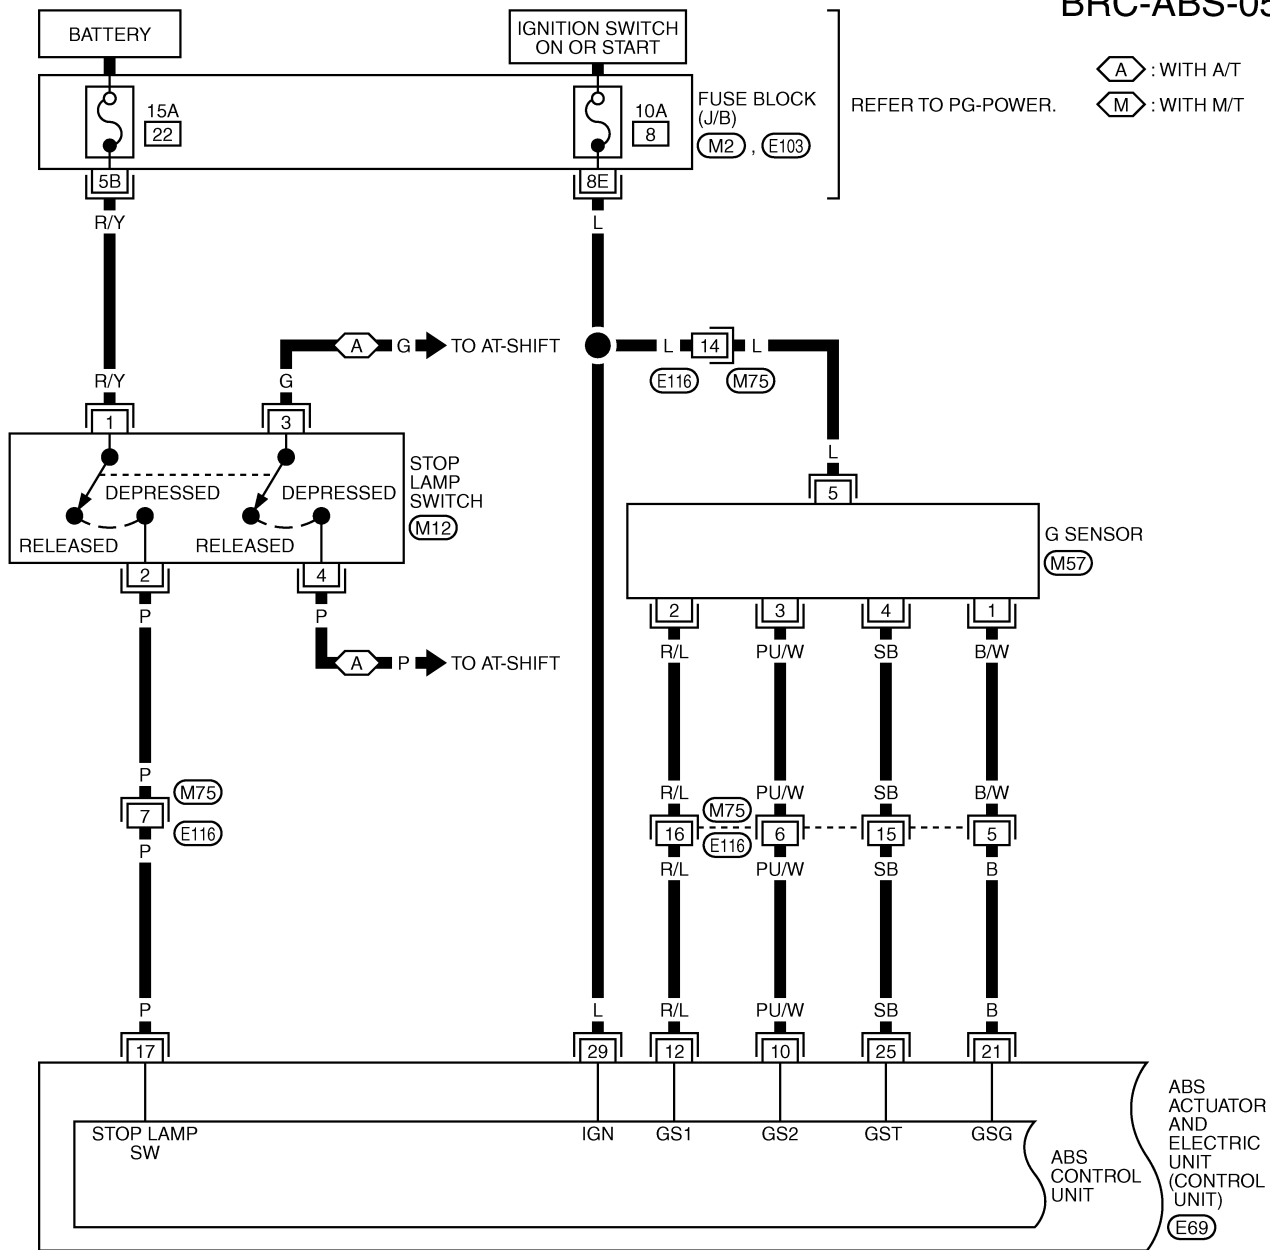 BRC-ABS-05
BATTERY
IGNITION SWITCH
ON OR START
A : WITH A/T
M : WITH M/T
15A
22
10A
8
FUSE BLOCK
(J/B)
M2 , E103
REFER TO PG-POWER.
5B
8E
R/Y
L
A G TO AT-SHIFT
L 14 L
E116 M75
R/Y
G
1
3
L
5
STOP
LAMP
SWITCH
M12
DEPRESSED
DEPRESSED
RELEASED
RELEASED
G SENSOR
M57
2
4
2
3
4
1
P
P
R/L
PU/W
SB
B/W
A P TO AT-SHIFT
P
M75
7
E116
P
R/L
PU/W
SB
B/W
M75
16
6
15
5
E116
R/L
PU/W
SB
B
P
L
R/L
PU/W
SB
B
17
29
12
10
25
21
STOP LAMP
SW
IGN
GS1
GS2
GST
GSG
ABS
CONTROL
UNIT
ABS
ACTUATOR
AND
ELECTRIC
UNIT
(CONTROL
UNIT)
E69